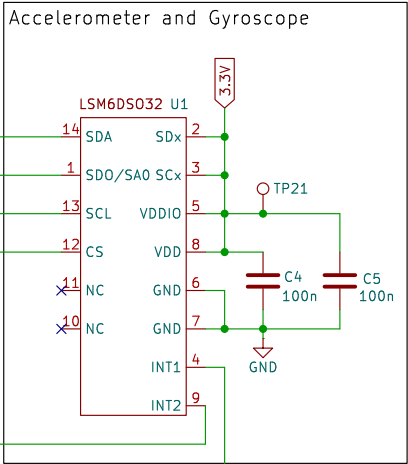 Accelerometer and Gyroscope
3.3V
LSM6DSO32 U1
14 SDA SDx 2
1 SDO/SA0 SCx 3
TP21
13 SCL VDDIO 5
12 CS VDD 8
C4
100n
C5
100n
11 NC GND 6
10 NC GND 7
INT1 4
GND
INT2 9